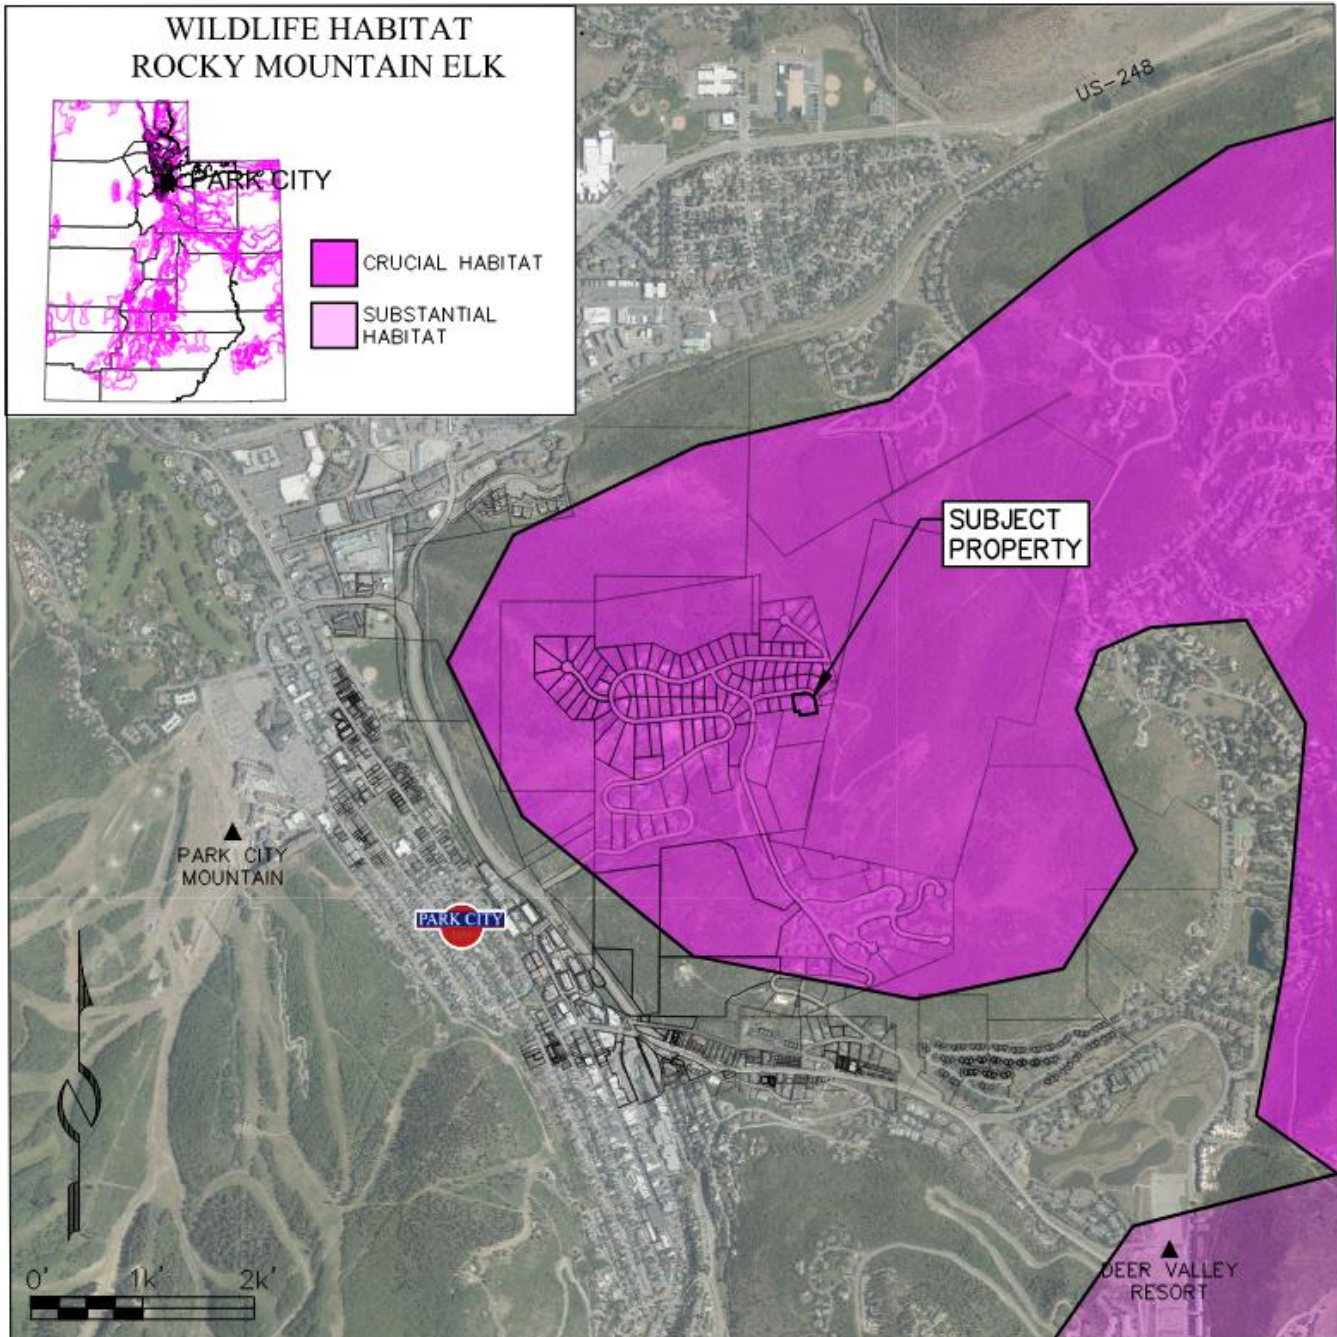 WILDLIFE HABITAT
ROCKY MOUNTAIN ELK
PARK CITY
CRUCIAL HABITAT
SUBSTANTIAL
HABITAT
US-248
SUBJECT
PROPERTY
PARK CITY
MOUNTAIN
PARK CITY
0' 1k' 2k'
DEER VALLEY
RESORT